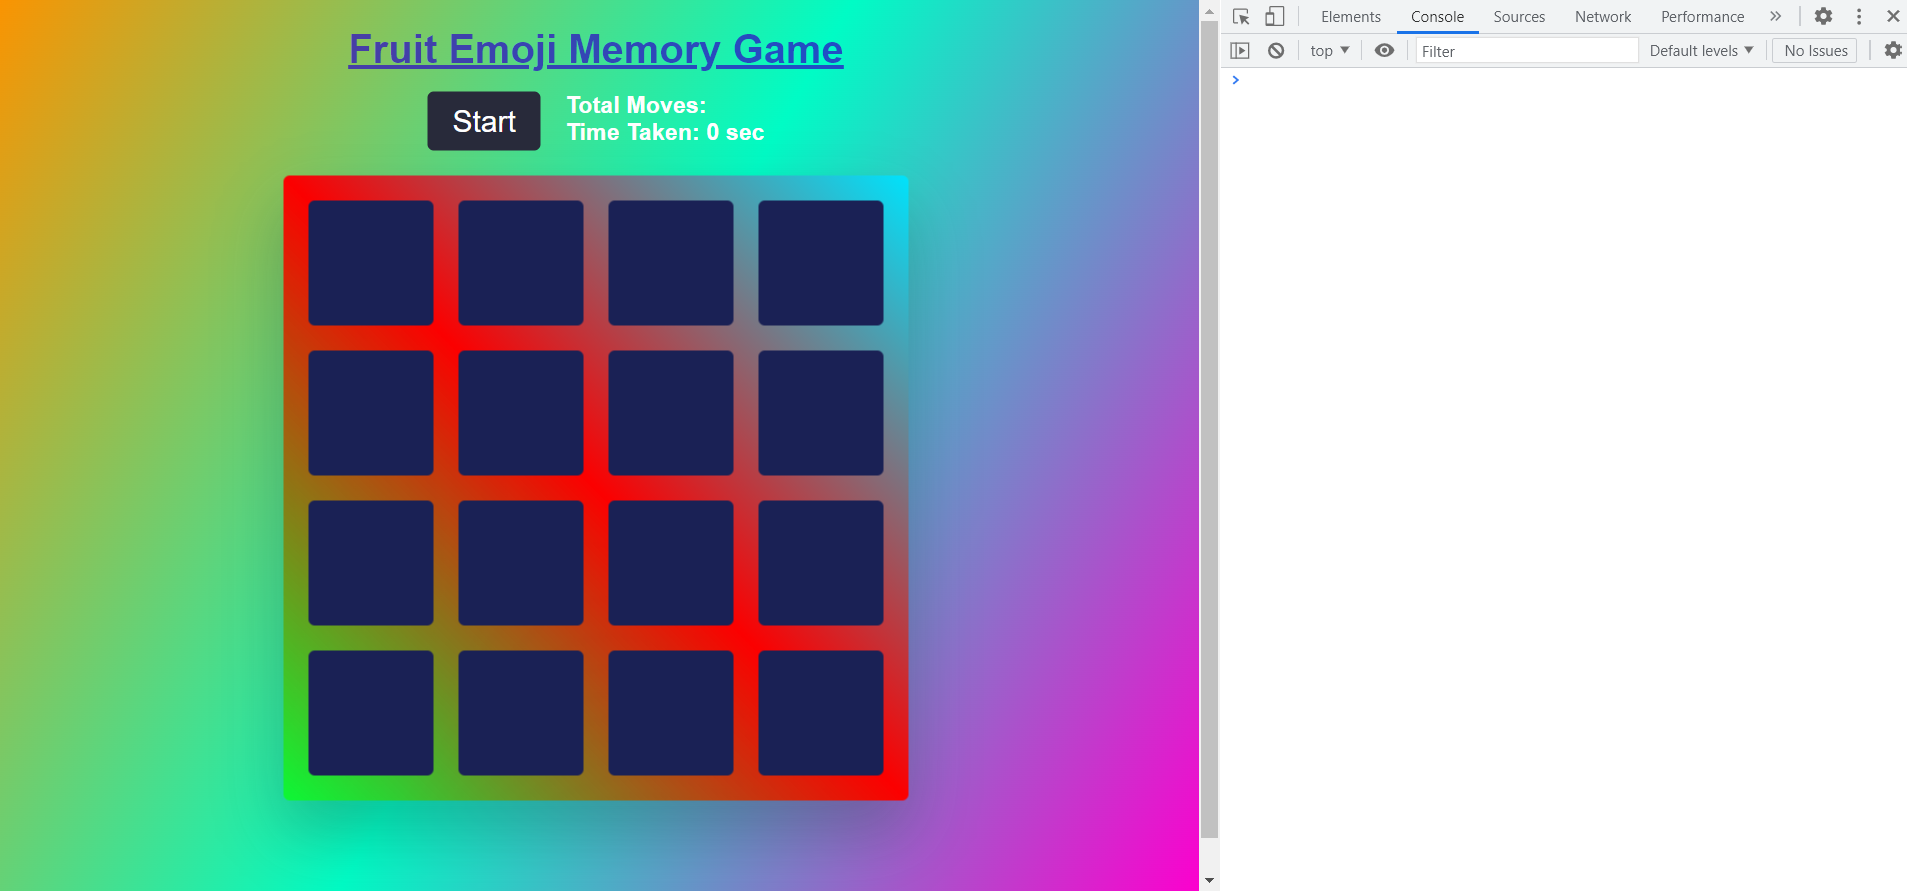 Fruit Emoji Memory Game
Start
Total Moves:
Time Taken: 0 sec
Elements
Console
Sources
Network
Performance
top
Filter
Default levels
No Issues